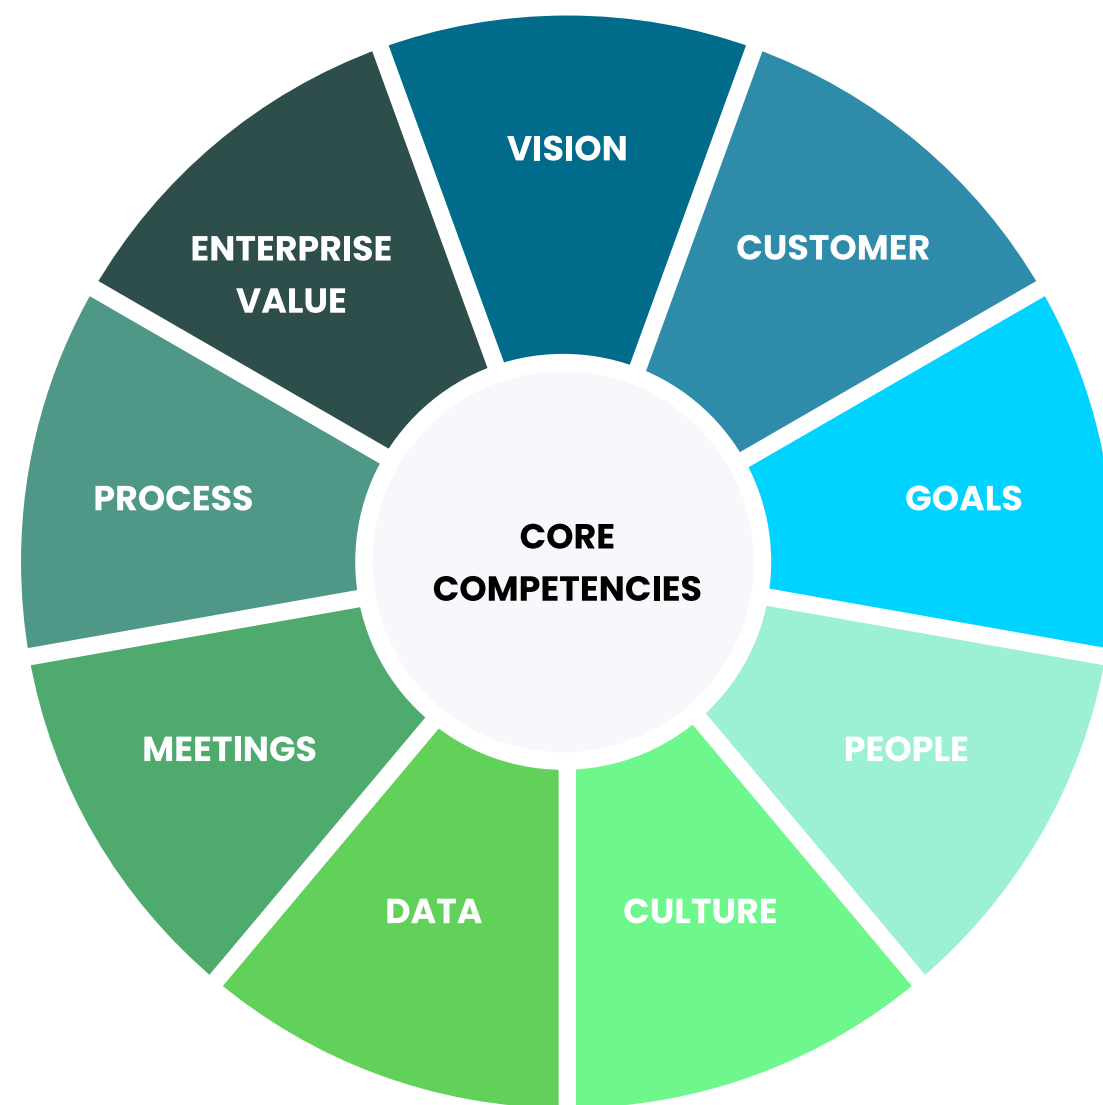 VISION
CUSTOMER
GOALS
PEOPLE
CULTURE
DATA
MEETINGS
PROCESS
ENTERPRISE
VALUE
CORE
COMPETENCIES